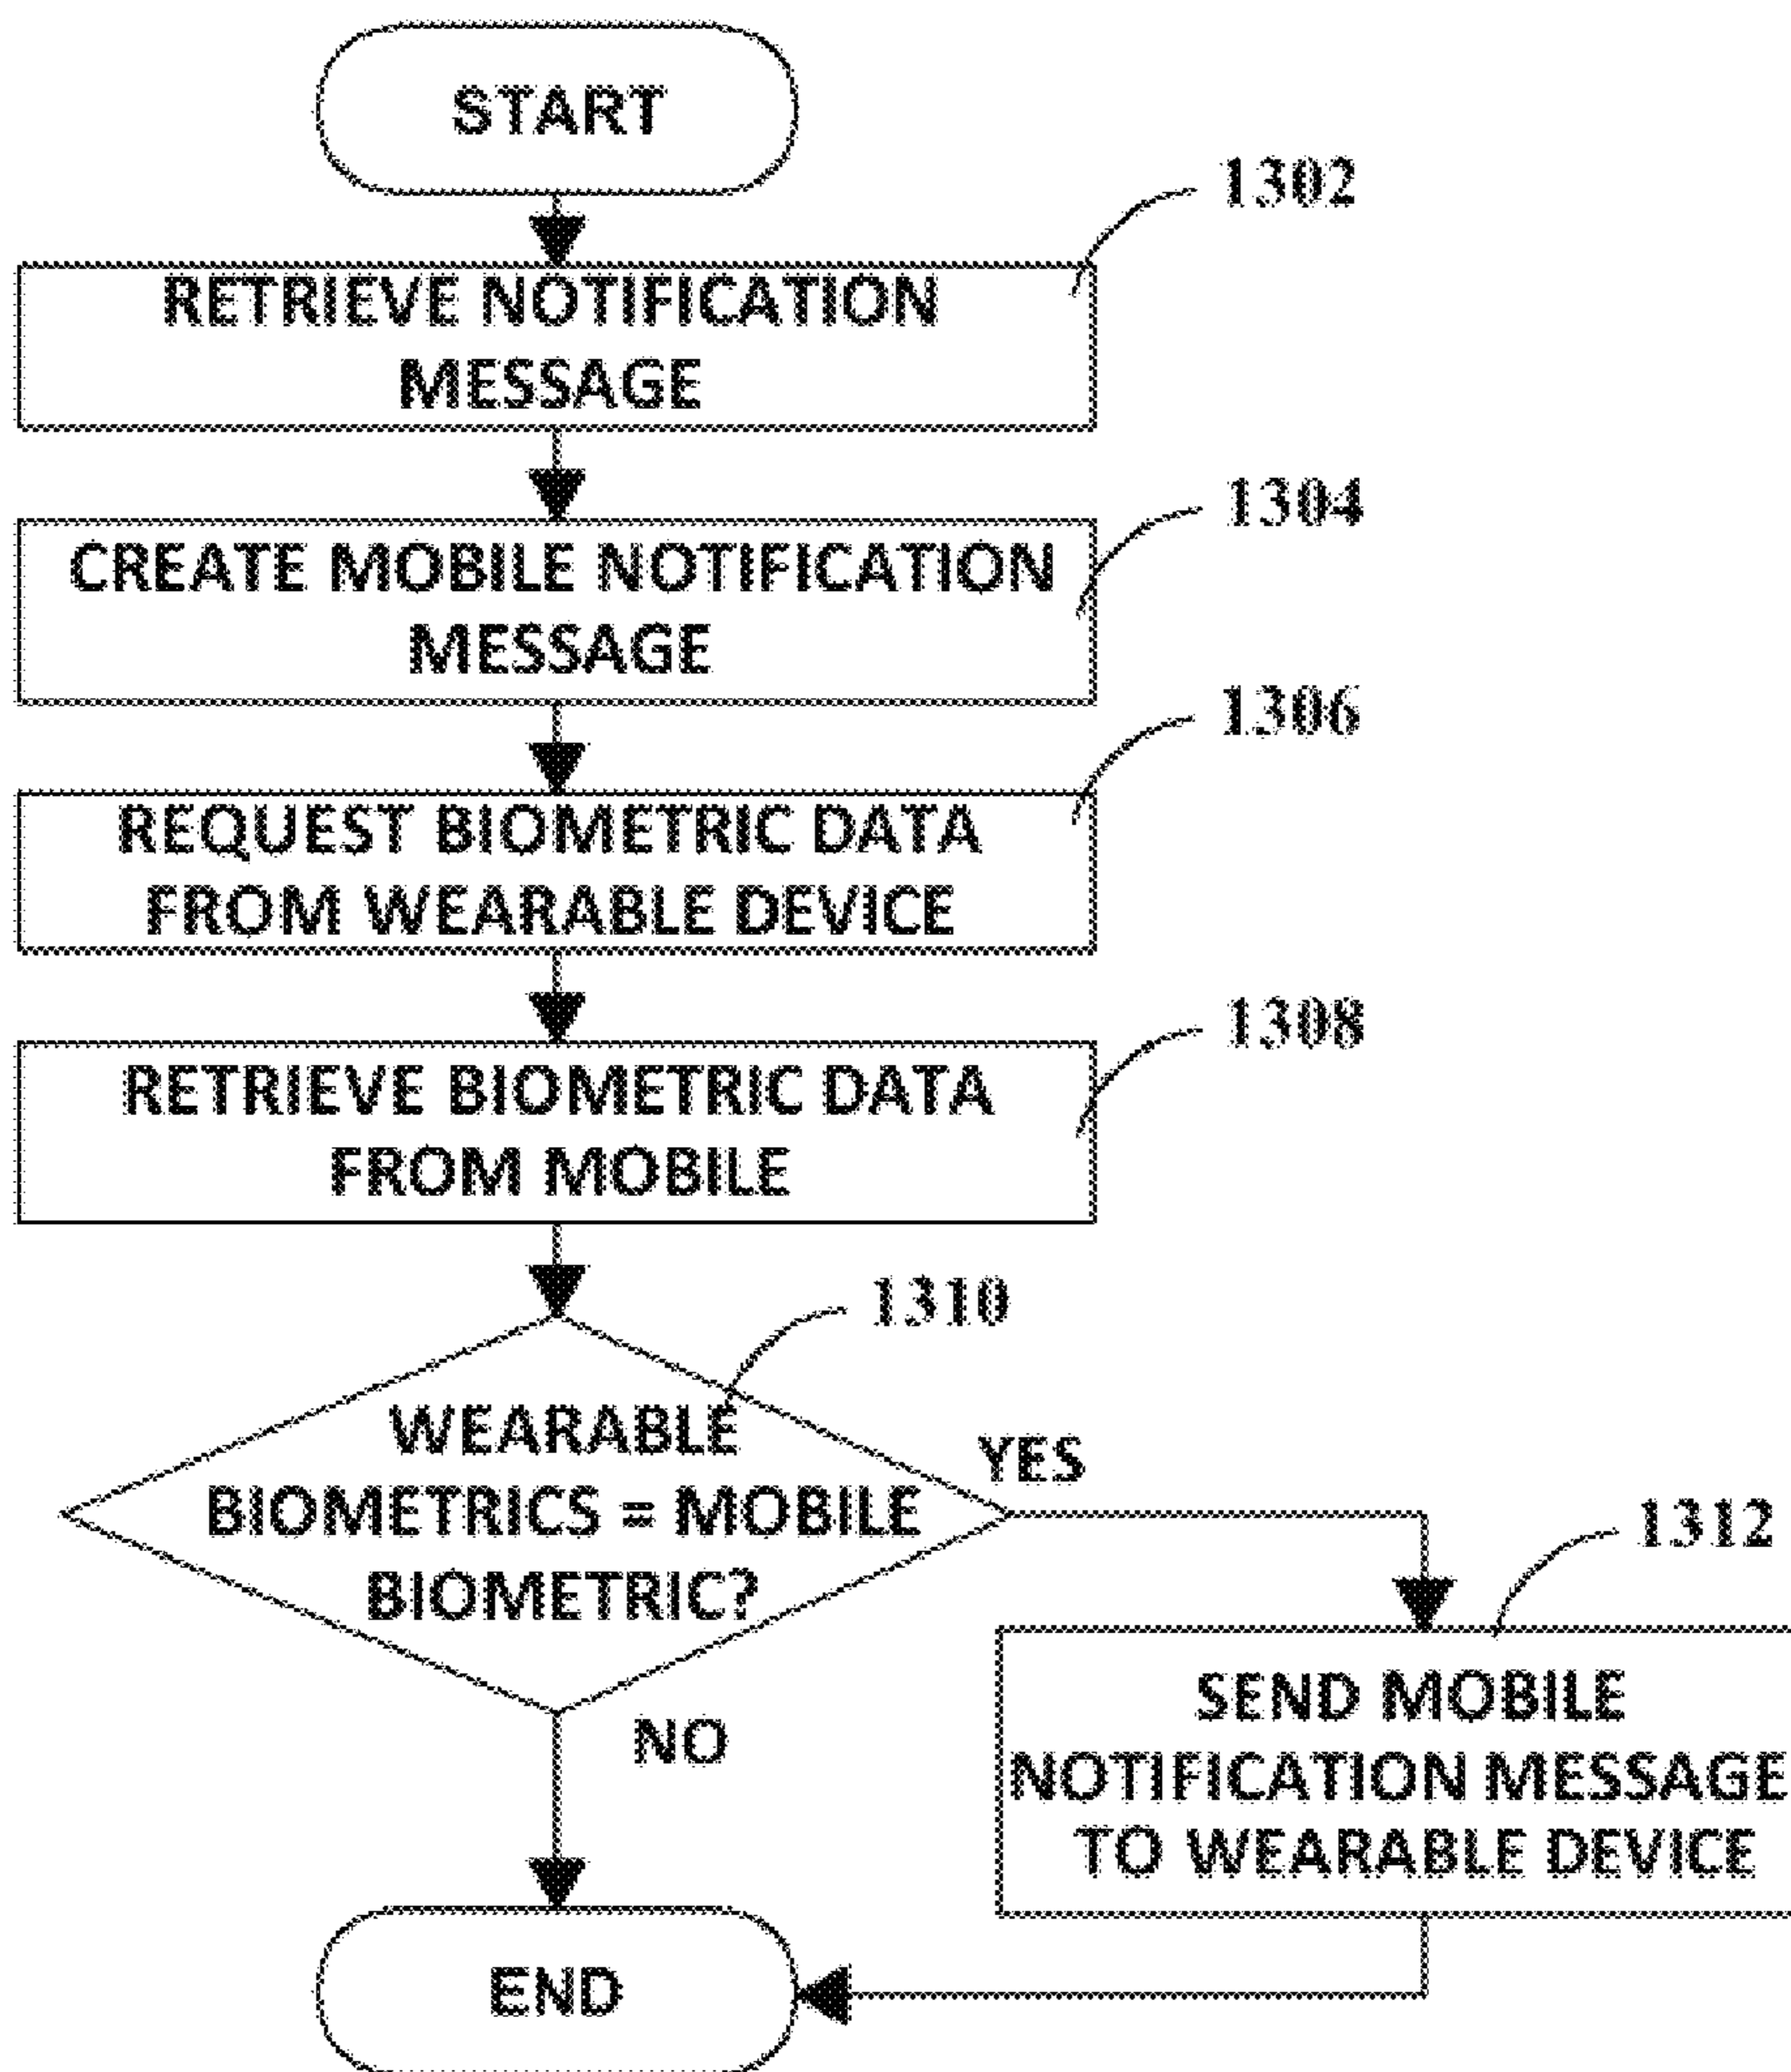 START
1302
RETRIEVE NOTIFICATION
MESSAGE
1304
CREATE MOBILE NOTIFICATION
MESSAGE
1306
REQUEST BIOMETRIC DATA
FROM WEARABLE DEVICE
1308
RETRIEVE BIOMETRIC DATA
FROM MOBILE
1310
WEARABLE
BIOMETRICS = MOBILE
BIOMETRIC?
YES
1312
SEND MOBILE
NOTIFICATION MESSAGE
TO WEARABLE DEVICE
NO
END